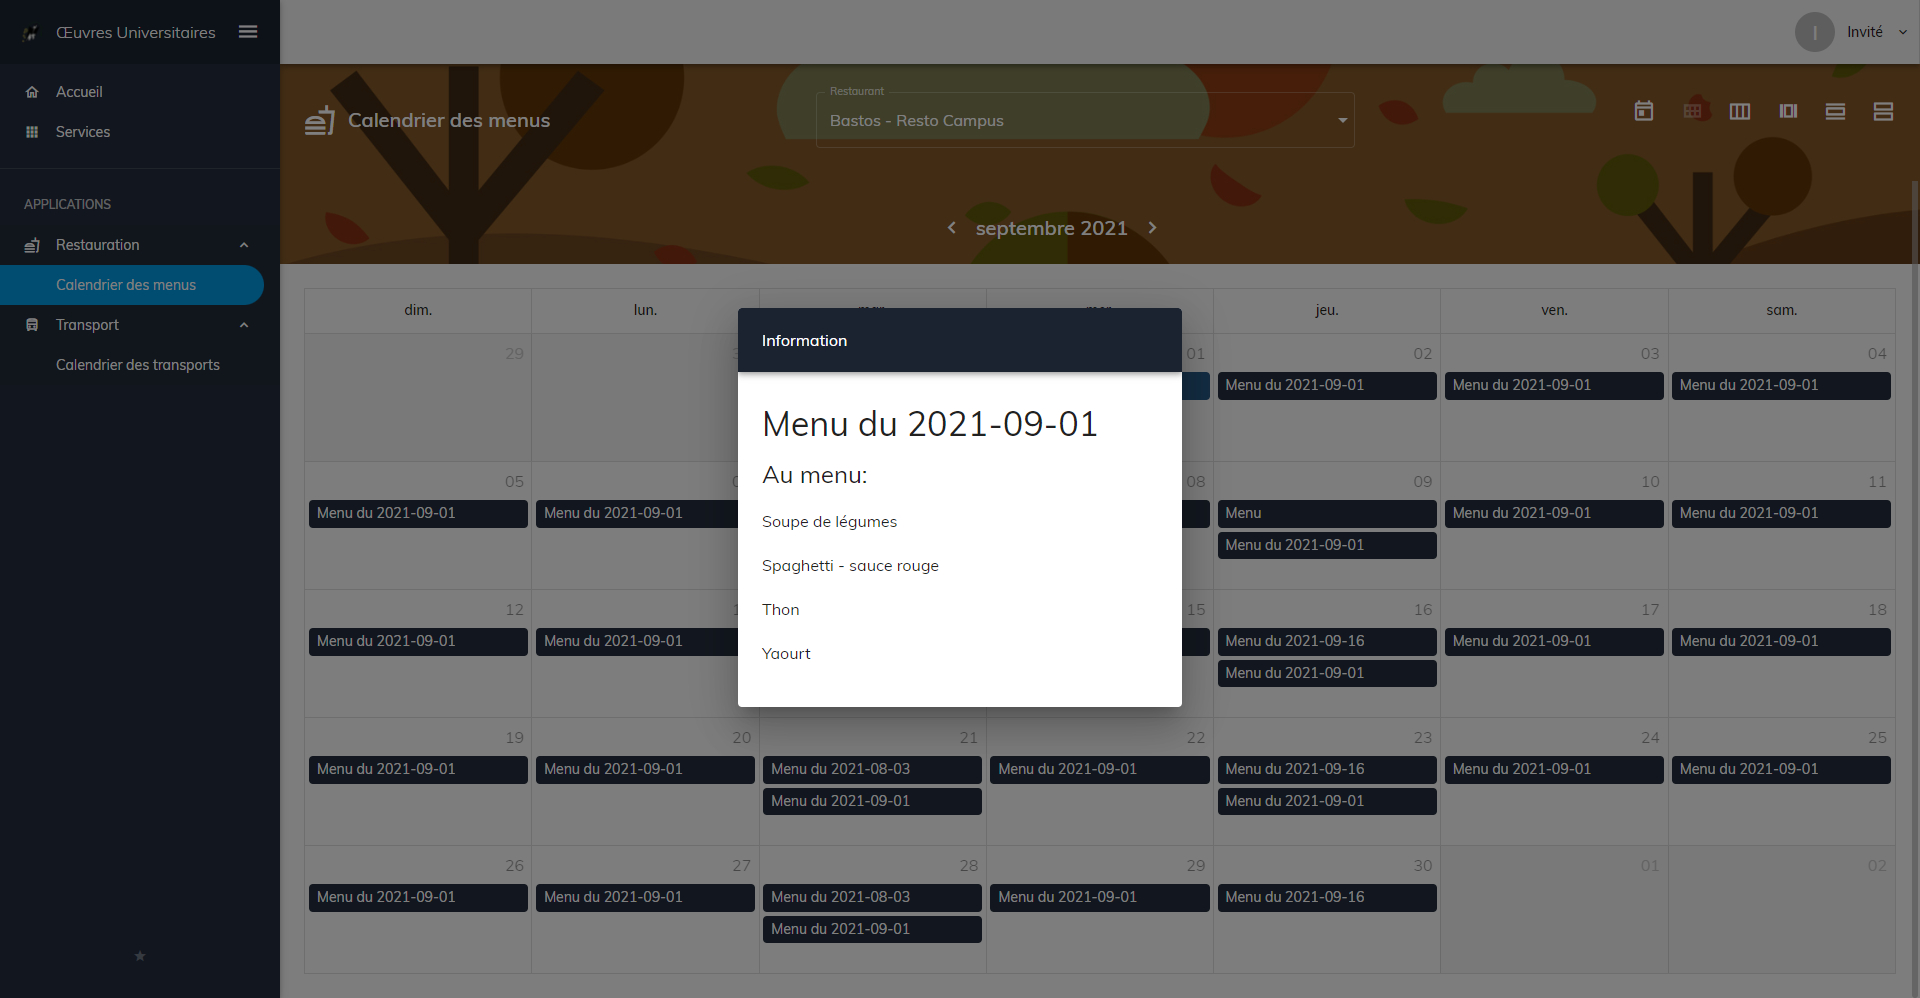 Œuvres Universitaires
Invité
Accueil
Services
APPLICATIONS
Restauration
Calendrier des menus
Transport
Calendrier des transports
Calendrier des menus
Restaurant
Bastos - Resto Campus
septembre 2021
dim. lun. jeu. ven. sam.
29 01 02 03 04
Menu du 2021-09-01 Menu du 2021-09-01 Menu du 2021-09-01
05 08 09 10 11
Menu du 2021-09-01 Menu du 2021-09-01 Menu Menu du 2021-09-01 Menu du 2021-09-01
Menu du 2021-09-01
12 15 16 17 18
Menu du 2021-09-01 Menu du 2021-09-01 Menu du 2021-09-16 Menu du 2021-09-01 Menu du 2021-09-01
Menu du 2021-09-01
19 20 21 22 23 24 25
Menu du 2021-09-01 Menu du 2021-09-01 Menu du 2021-08-03 Menu du 2021-09-01 Menu du 2021-09-16 Menu du 2021-09-01 Menu du 2021-09-01
Menu du 2021-09-01 Menu du 2021-09-01
26 27 28 29 30 01 02
Menu du 2021-09-01 Menu du 2021-09-01 Menu du 2021-08-03 Menu du 2021-09-01 Menu du 2021-09-16
Menu du 2021-09-01
Information
Menu du 2021-09-01
Au menu:
Soupe de légumes
Spaghetti - sauce rouge
Thon
Yaourt